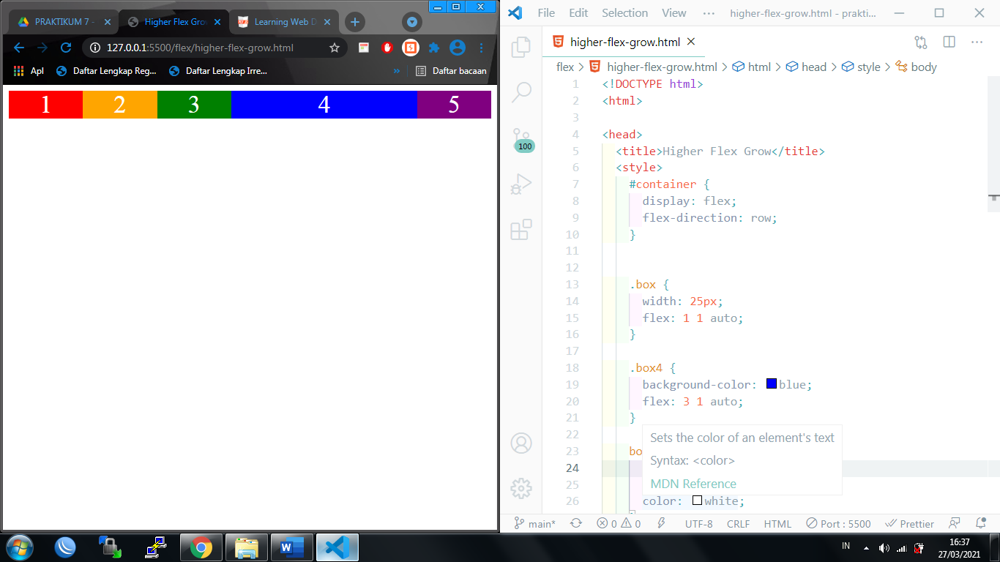 PRAKTIKUM 7 -
Higher Flex Gro
Learning Web D
127.0.0.1:5500/flex/higher-flex-grow.html
Apl
Daftar Lengkap Reg...
Daftar Lengkap Irre...
»
Daftar bacaan
1 2 3 4 5
File Edit Selection View ··· higher-flex-grow.html - prakti...
higher-flex-grow.html
flex > higher-flex-grow.html > html > head > style > body
100
1 <!DOCTYPE html>
2 <html>
3
4 <head>
5 <title>Higher Flex Grow</title>
6 <style>
7 #container {
8 display: flex;
9 flex-direction: row;
10 }
11
12
13 .box {
14 width: 25px;
15 flex: 1 1 auto;
16 }
17
18 .box4 {
19 background-color: blue;
20 flex: 3 1 auto;
21 }
22
Sets the color of an element's text
23 bo
Syntax: <color>
24
MDN Reference
25
26 color: white;
main* 0 0 UTF-8 CRLF HTML Port : 5500 Prettier
IN
16:37
27/03/2021